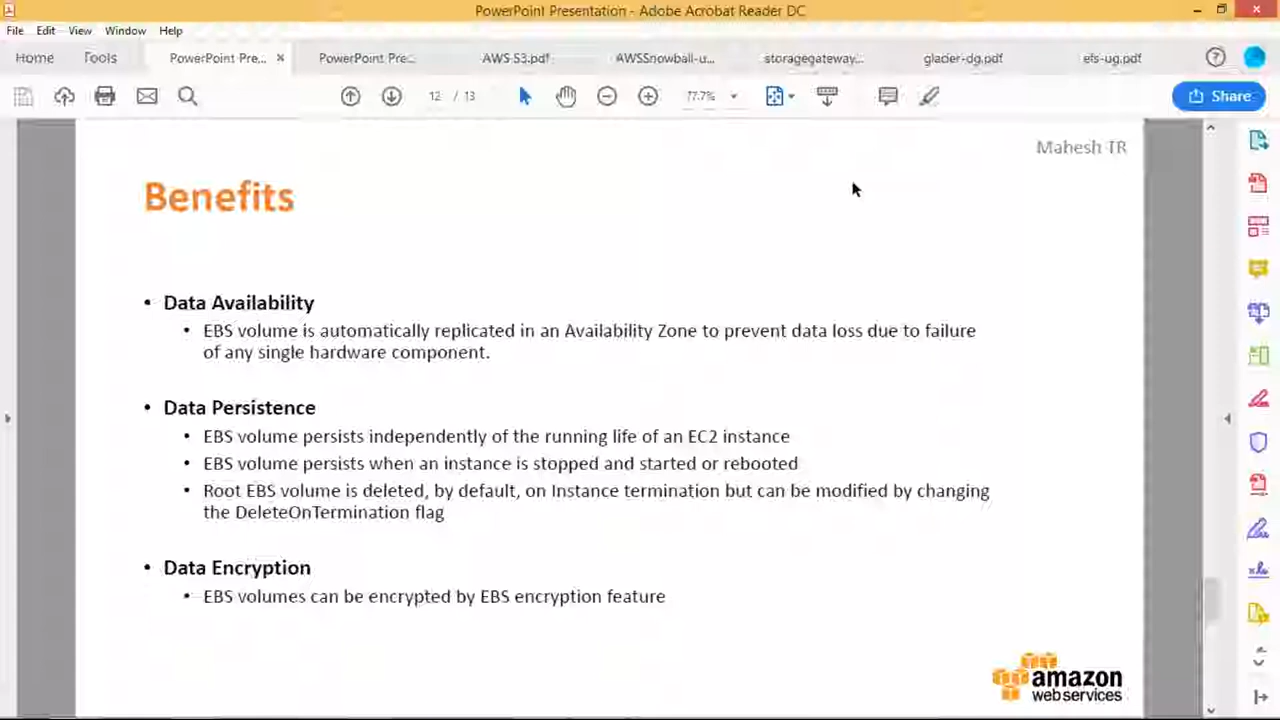 PowerPoint Presentation - Adobe Acrobat Reader DC
File Edit View Window Help
Home Tools PowerPoint Pre... × PowerPoint Pre... AWS S3.pdf AWSSnowball-u... storagegateway... glacier-dg.pdf efs-ug.pdf
12 / 13 77.7% Share
Mahesh TR
Benefits
• Data Availability
• EBS volume is automatically replicated in an Availability Zone to prevent data loss due to failure
of any single hardware component.
• Data Persistence
• EBS volume persists independently of the running life of an EC2 instance
• EBS volume persists when an instance is stopped and started or rebooted
• Root EBS volume is deleted, by default, on Instance termination but can be modified by changing
the DeleteOnTermination flag
• Data Encryption
• EBS volumes can be encrypted by EBS encryption feature
amazon
web services